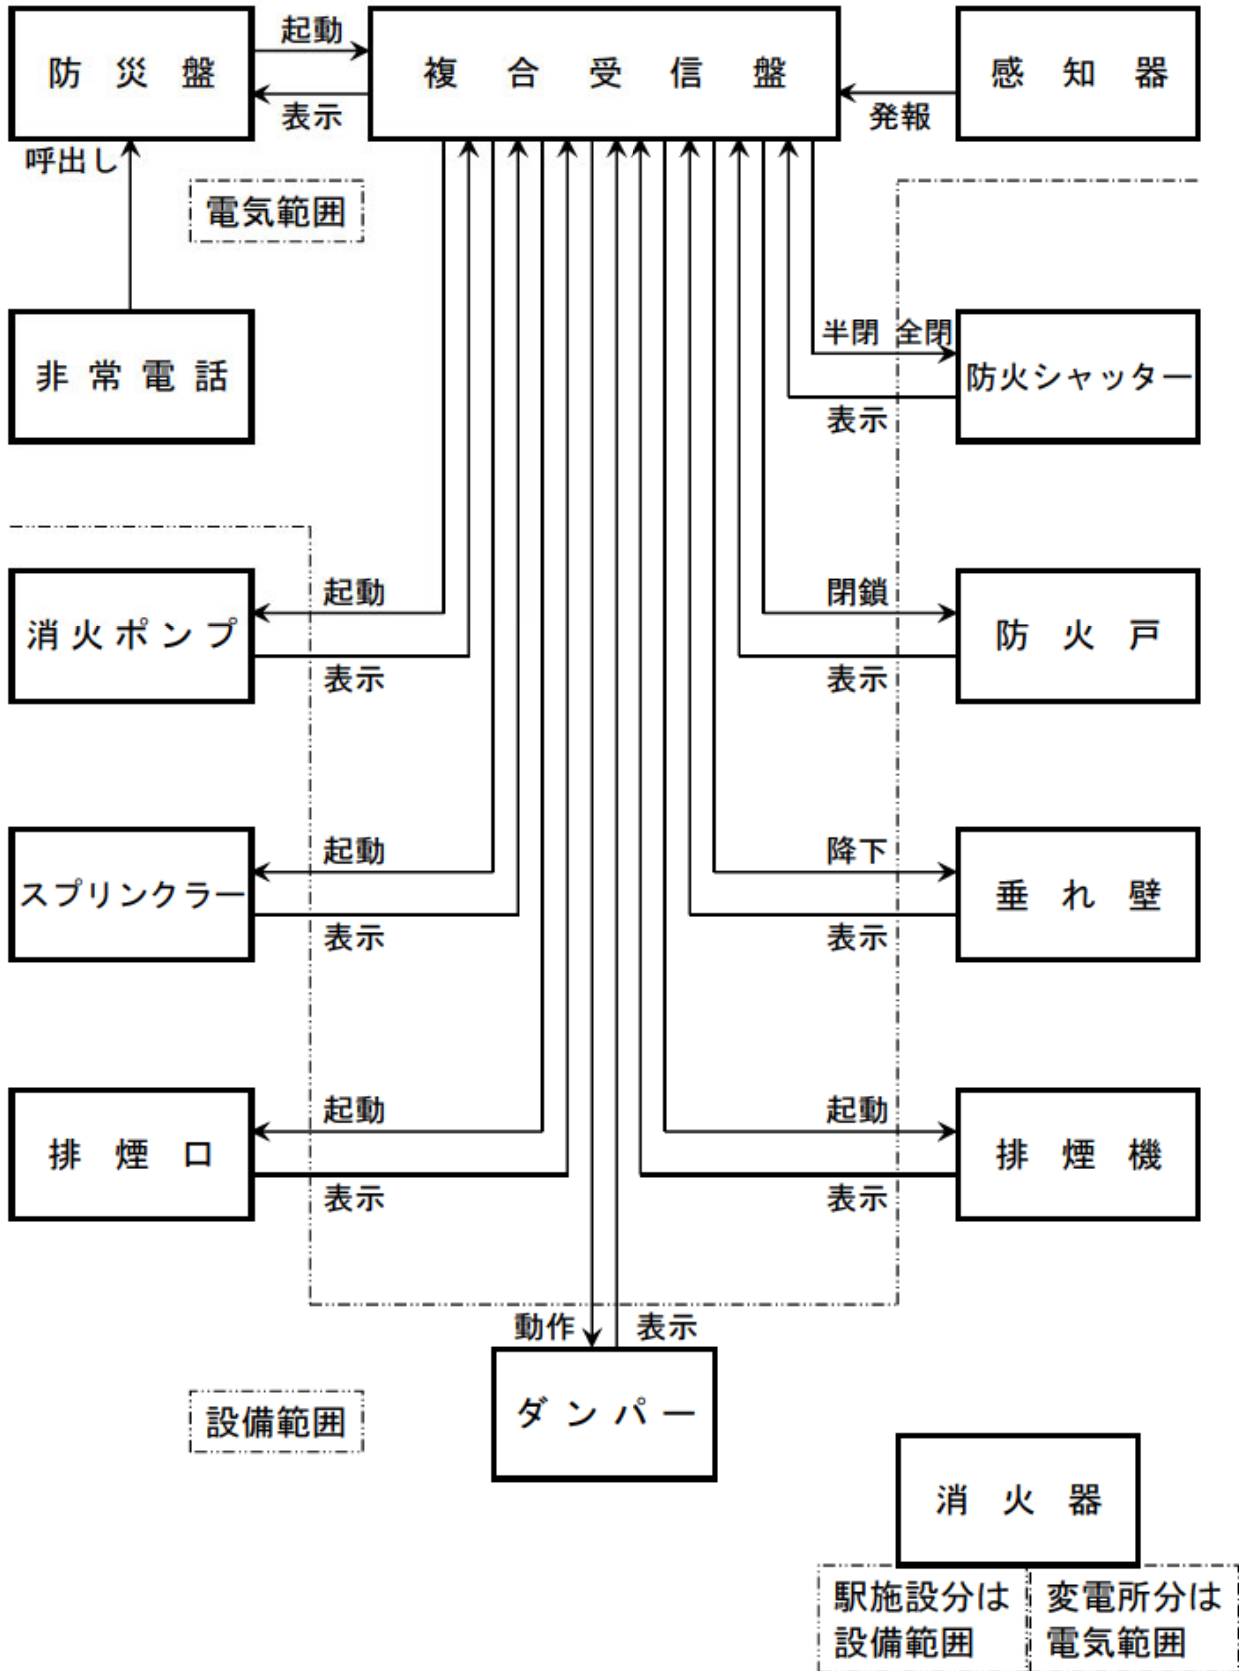 防災盤
起動
表示
複合受信盤
感知器
発報
呼出し
電気範囲
非常電話
半閉 全閉
防火シャッター
表示
消火ポンプ
起動
表示
閉鎖
防火戸
表示
スプリンクラー
起動
表示
降下
垂れ壁
表示
排煙口
起動
表示
起動
排煙機
表示
動作
表示
ダンパー
設備範囲
消火器
駅施設分は
設備範囲
変電所分は
電気範囲